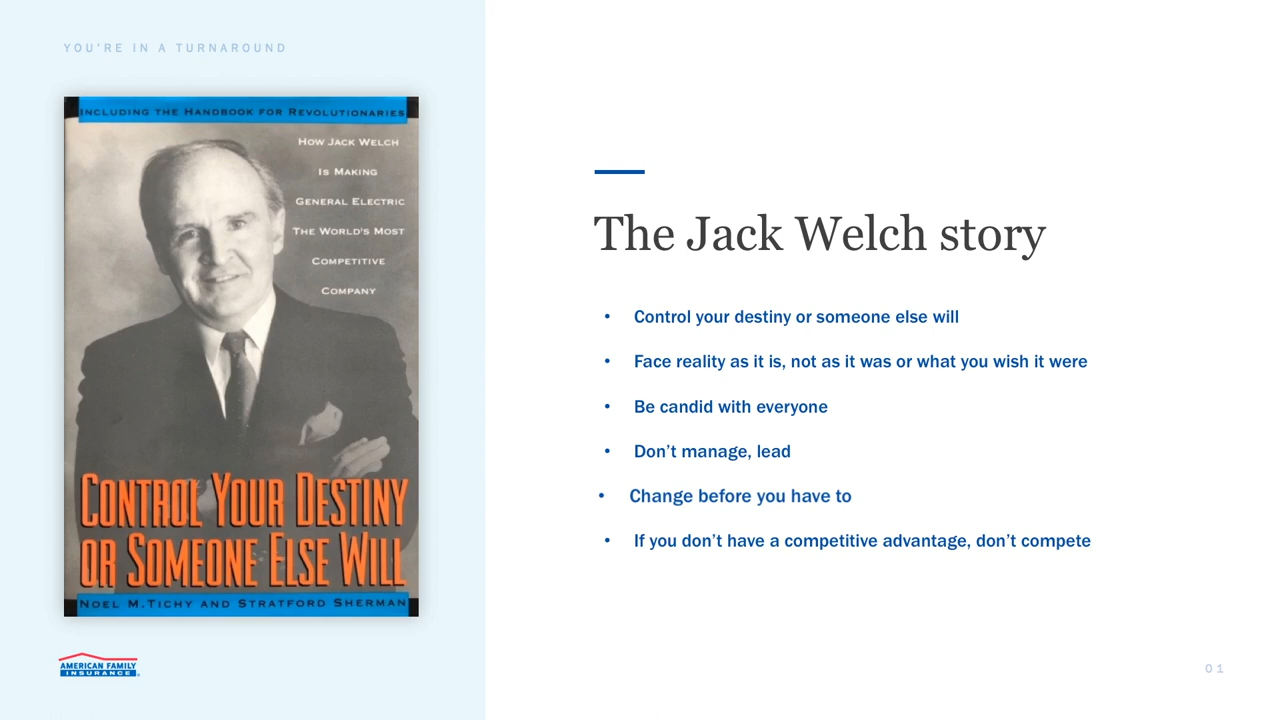 YOU'RE IN A TURNAROUND
INCLUDING THE HANDBOOK FOR REVOLUTIONARIES
HOW JACK WELCH
IS MAKING
GENERAL ELECTRIC
THE WORLD'S MOST
COMPETITIVE
COMPANY
CONTROL YOUR DESTINY
OR SOMEONE ELSE WILL
NOEL M. TICHY AND STRATFORD SHERMAN
AMERICAN FAMILY
INSURANCE®
The Jack Welch story
• Control your destiny or someone else will
• Face reality as it is, not as it was or what you wish it were
• Be candid with everyone
• Don’t manage, lead
• Change before you have to
• If you don’t have a competitive advantage, don’t compete
01